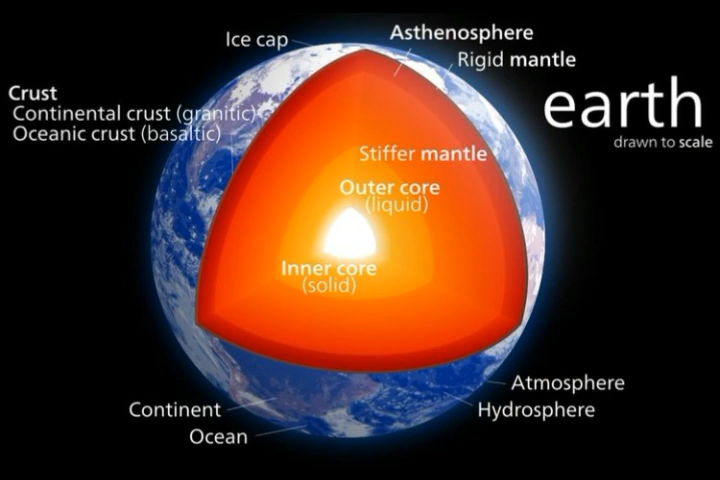 Ice cap
Asthenosphere
Rigid mantle
earth
drawn to scale
Crust
Continental crust (granitic)
Oceanic crust (basaltic)
Stiffer mantle
Outer core
(liquid)
Inner core
(solid)
Atmosphere
Continent
Hydrosphere
Ocean